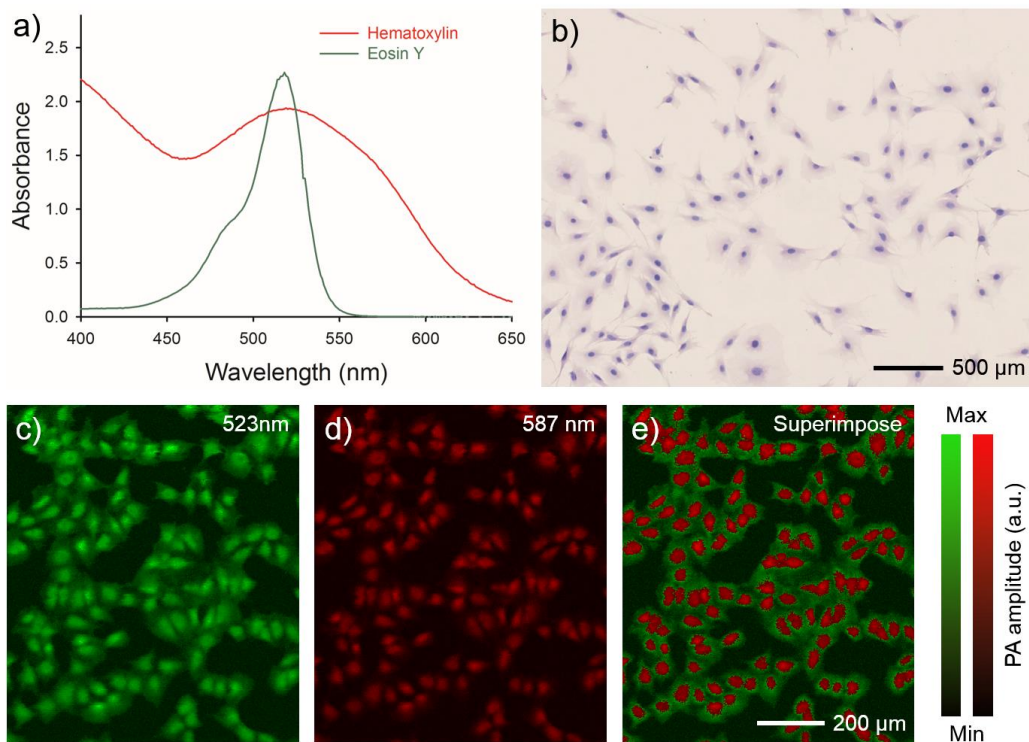 a)
Hematoxylin
Eosin Y
2.5
2.0
1.5
1.0
0.5
0.0
Absorbance
400 450 500 550 600 650
Wavelength (nm)
b)
500 µm
c)
523nm
d)
587 nm
e)
Superimpose
200 µm
Max
PA amplitude (a.u.)
Min